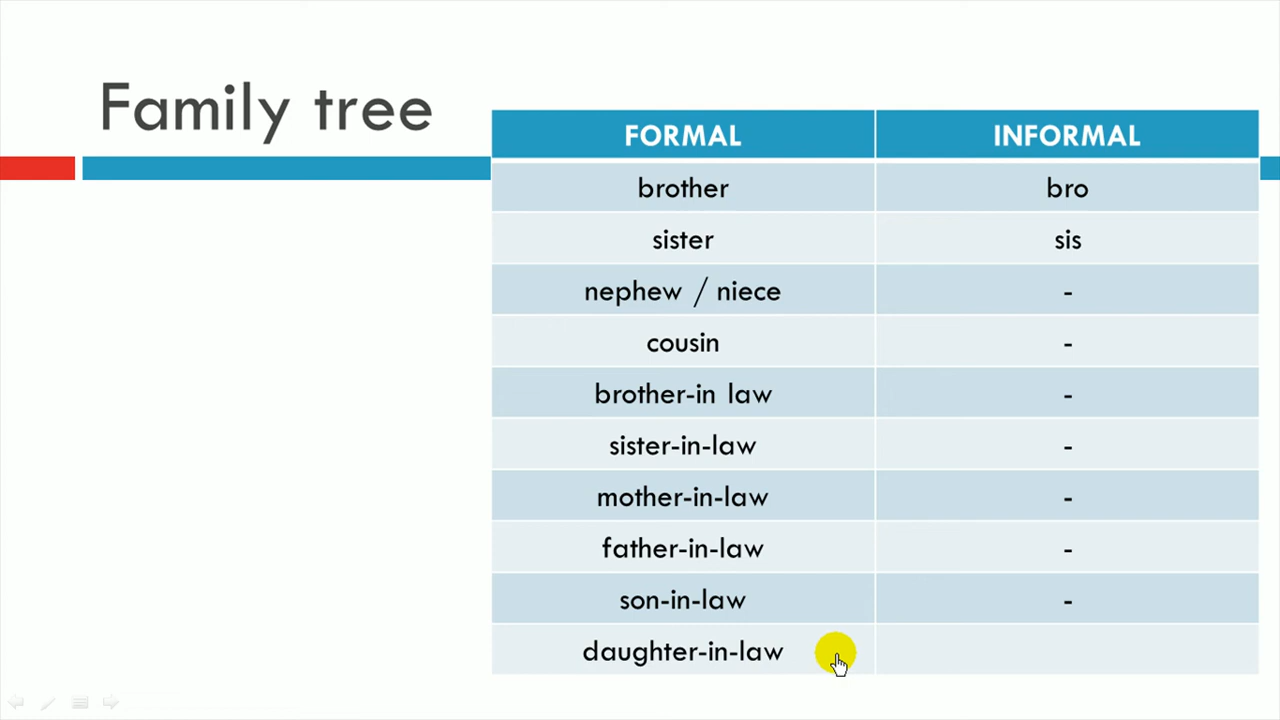 Family tree
FORMAL INFORMAL
brother bro
sister sis
nephew / niece -
cousin -
brother-in law -
sister-in-law -
mother-in-law -
father-in-law -
son-in-law -
daughter-in-law